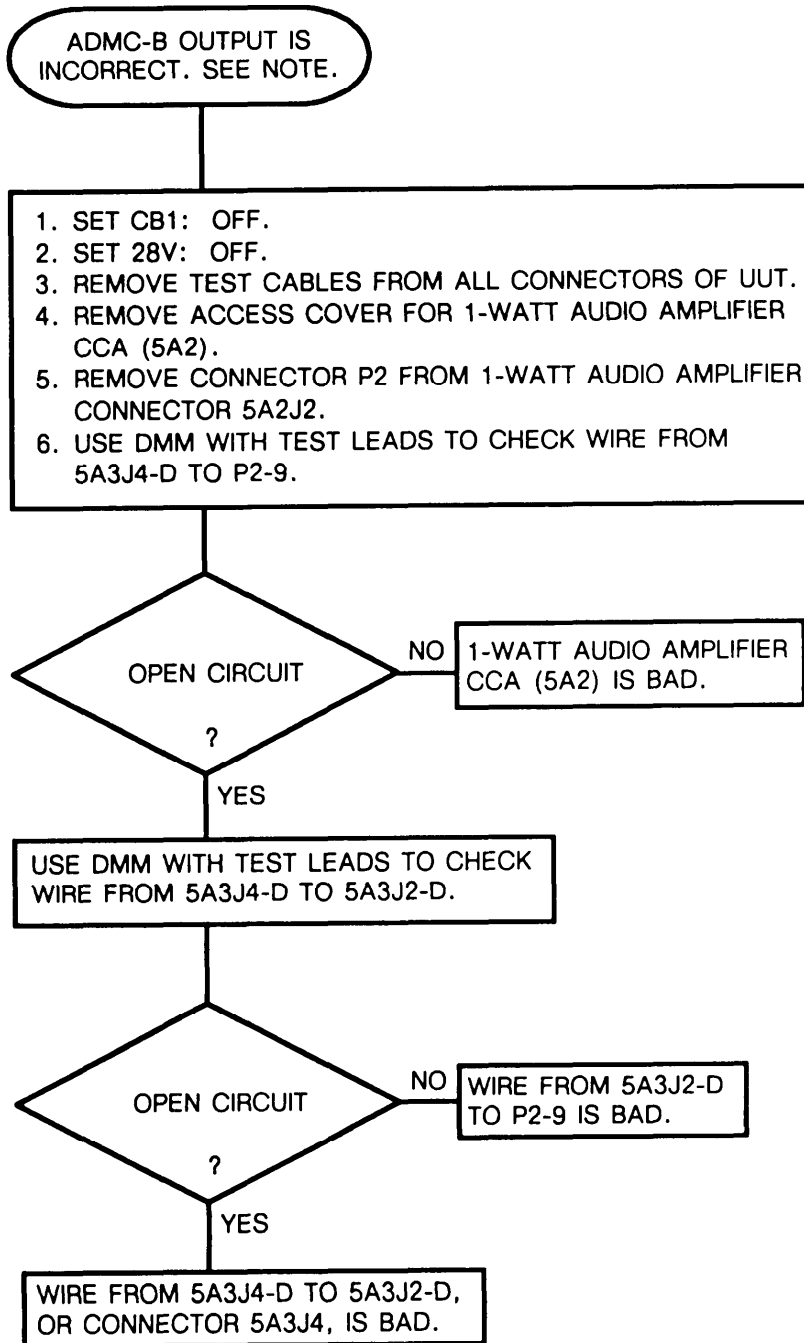 ADMC-B OUTPUT IS
INCORRECT. SEE NOTE.
1. SET CB1: OFF.
2. SET 28V: OFF.
3. REMOVE TEST CABLES FROM ALL CONNECTORS OF UUT.
4. REMOVE ACCESS COVER FOR 1-WATT AUDIO AMPLIFIER
CCA (5A2).
5. REMOVE CONNECTOR P2 FROM 1-WATT AUDIO AMPLIFIER
CONNECTOR 5A2J2.
6. USE DMM WITH TEST LEADS TO CHECK WIRE FROM
5A3J4-D TO P2-9.
OPEN CIRCUIT
?
NO
1-WATT AUDIO AMPLIFIER
CCA (5A2) IS BAD.
YES
USE DMM WITH TEST LEADS TO CHECK
WIRE FROM 5A3J4-D TO 5A3J2-D.
OPEN CIRCUIT
?
NO
WIRE FROM 5A3J2-D
TO P2-9 IS BAD.
YES
WIRE FROM 5A3J4-D TO 5A3J2-D,
OR CONNECTOR 5A3J4, IS BAD.